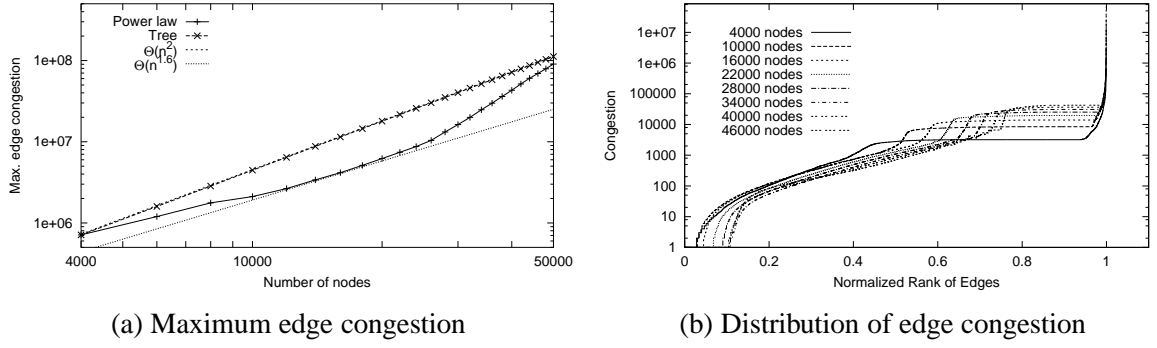 Max. edge congestion
1e+08
1e+07
1e+06
Power law
Tree
Θ(n^2)
Θ(n^1.6)
4000
10000
50000
Number of nodes
(a) Maximum edge congestion
Congestion
1e+07
1e+06
100000
10000
1000
100
10
1
4000 nodes
10000 nodes
16000 nodes
22000 nodes
28000 nodes
34000 nodes
40000 nodes
46000 nodes
0
0.2
0.4
0.6
0.8
1
Normalized Rank of Edges
(b) Distribution of edge congestion